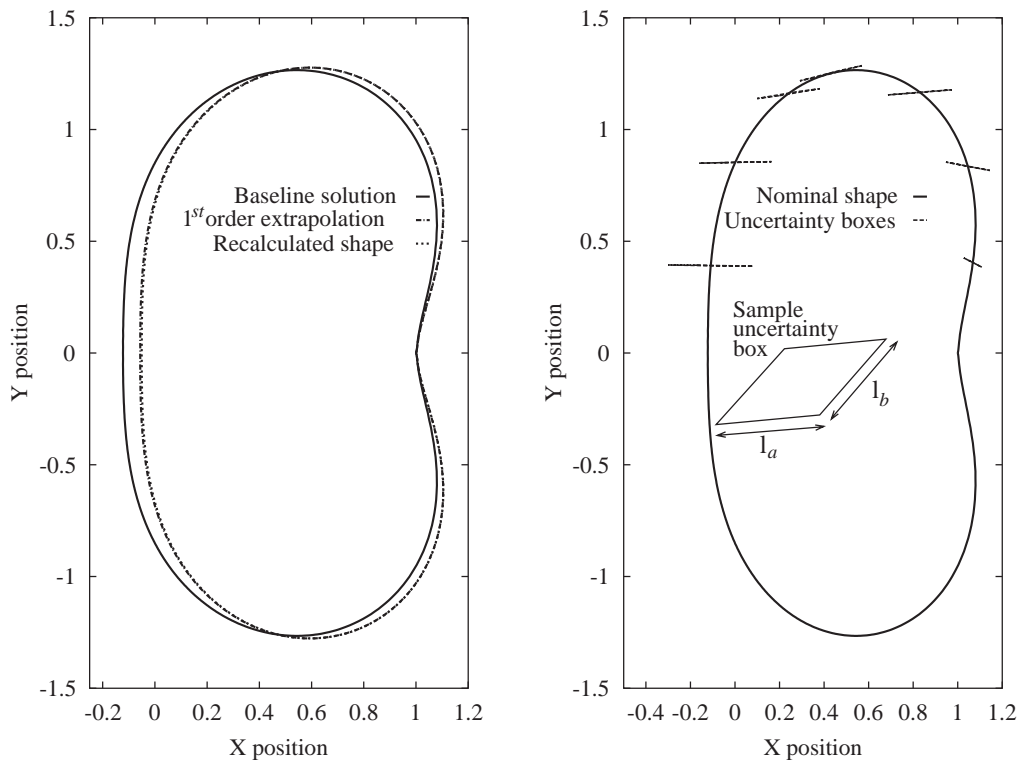 1.5
1
0.5
0
-0.5
-1
-1.5
Y position
-0.2 0 0.2 0.4 0.6 0.8 1 1.2
X position
Baseline solution
1st order extrapolation
Recalculated shape
1.5
1
0.5
0
-0.5
-1
-1.5
Y position
-0.4 -0.2 0 0.2 0.4 0.6 0.8 1 1.2
X position
Nominal shape
Uncertainty boxes
Sample
uncertainty
box
l_b
l_a